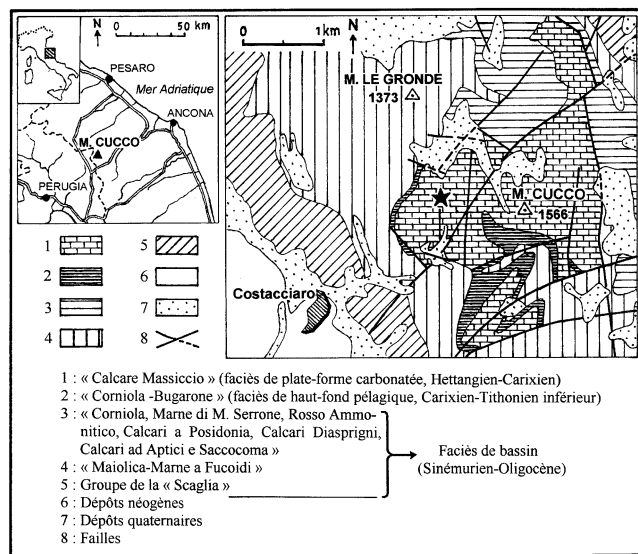 0
50 km
N
PESARO
Mer Adriatique
ANCONA
M. CUCCO
PERUGIA
0
1km
N
M. LE GRONDE
1373
M. CUCCO
1566
Costacciaro
1
2
3
4
5
6
7
8
1 : « Calcare Massiccio » (faciès de plate-forme carbonatée, Hettangien-Carixien)
2 : « Corniola -Bugarone » (faciès de haut-fond pélagique, Carixien-Tithonien inférieur)
3 : « Corniola, Marne di M. Serrone, Rosso Ammo-
nitico, Calcari a Posidonia, Calcari Diasprigni,
Calcari ad Aptici e Saccocoma »
4 : « Maiolica-Marne a Fucoidi »
5 : Groupe de la « Scaglia »
Faciès de bassin
(Sinémurien-Oligocène)
6 : Dépôts néogènes
7 : Dépôts quaternaires
8 : Failles